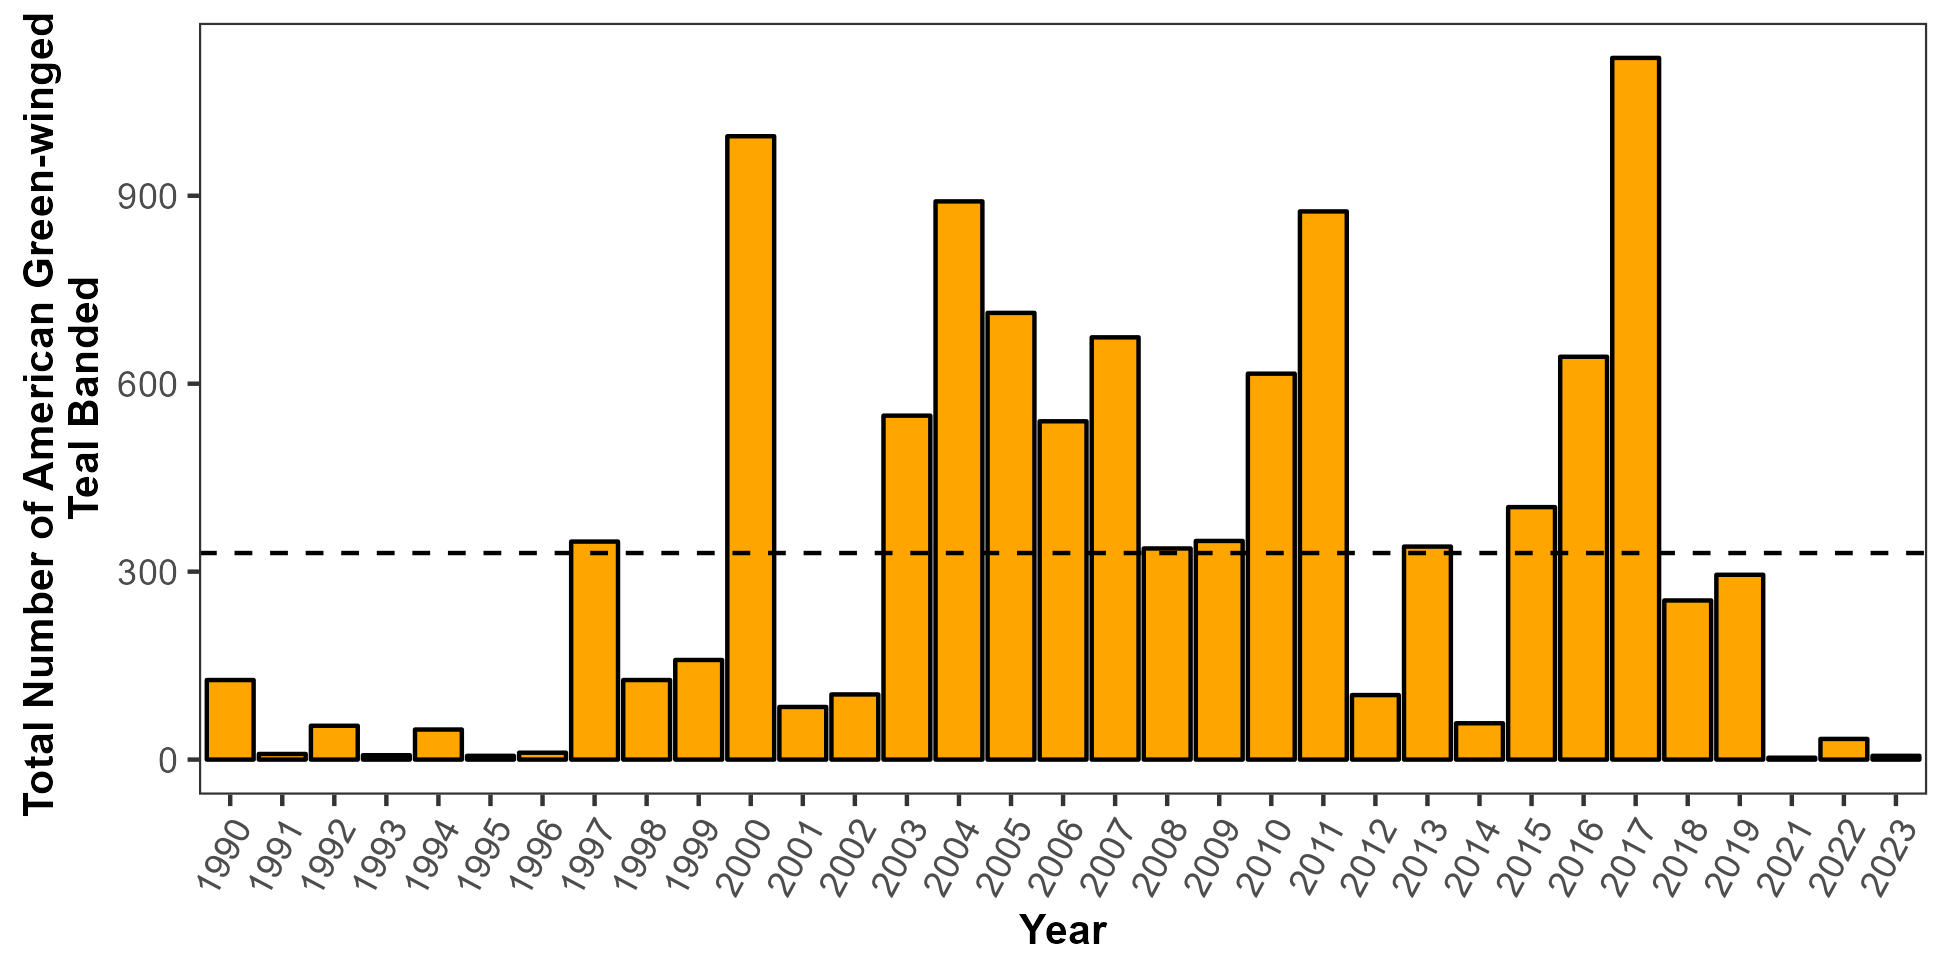 Total Number of American Green-winged
Teal Banded
900
600
300
0
1990 1991 1992 1993 1994 1995 1996 1997 1998 1999 2000 2001 2002 2003 2004 2005 2006 2007 2008 2009 2010 2011 2012 2013 2014 2015 2016 2017 2018 2019 2021 2022 2023
Year